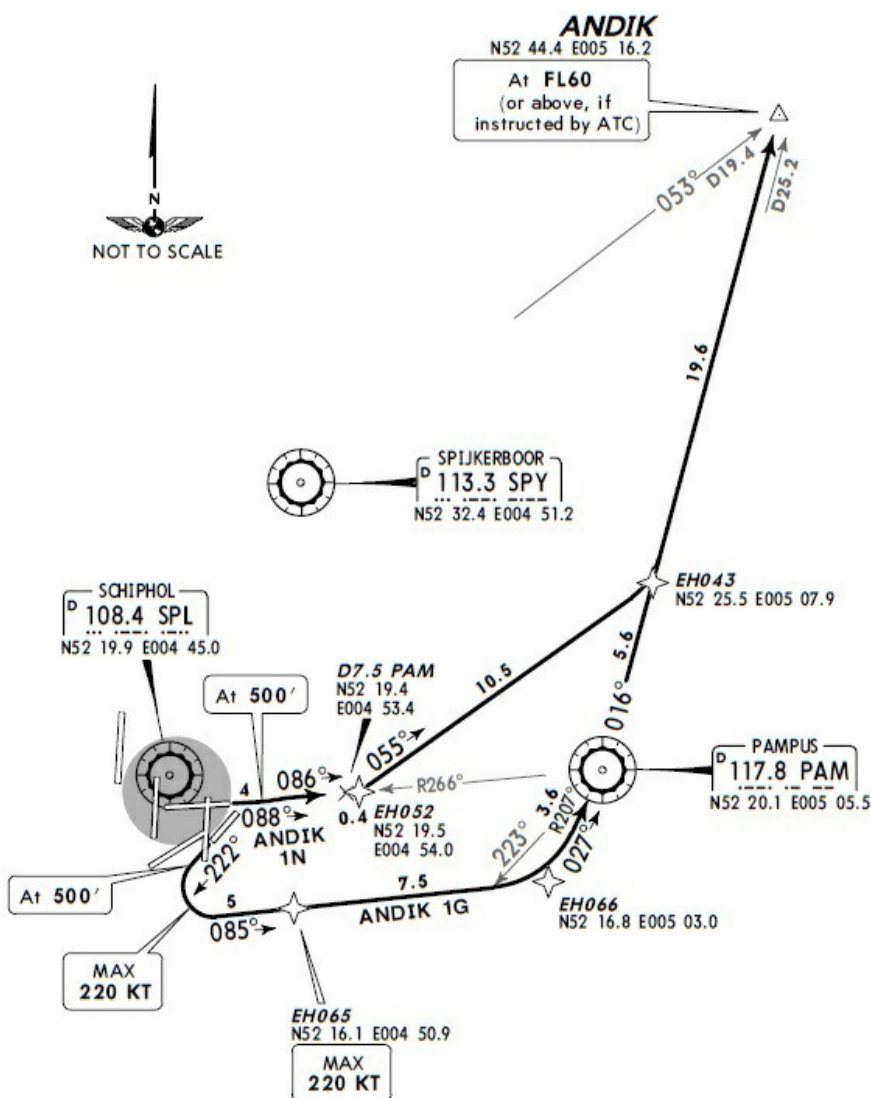 ANDIK
N52 44.4 E005 16.2
At FL60
(or above, if
instructed by ATC)
053°
D19.4
D25.2
N
NOT TO SCALE
19.6
SPIJKERBOOR
D 113.3 SPY
N52 32.4 E004 51.2
EH043
N52 25.5 E005 07.9
SCHIPHOL
D 108.4 SPL
N52 19.9 E004 45.0
At 500'
D7.5 PAM
N52 19.4
E004 53.4
10.5
5.6
055°
016°
086°
4
088°
ANDIK
1N
0.4
R266°
EH052
N52 19.5
E004 54.0
PAMPUS
D 117.8 PAM
N52 20.1 E005 05.5
3.6
R207°
223°
027°
222°
At 500'
5
085°
7.5
ANDIK 1G
EH066
N52 16.8 E005 03.0
MAX
220 KT
EH065
N52 16.1 E004 50.9
MAX
220 KT